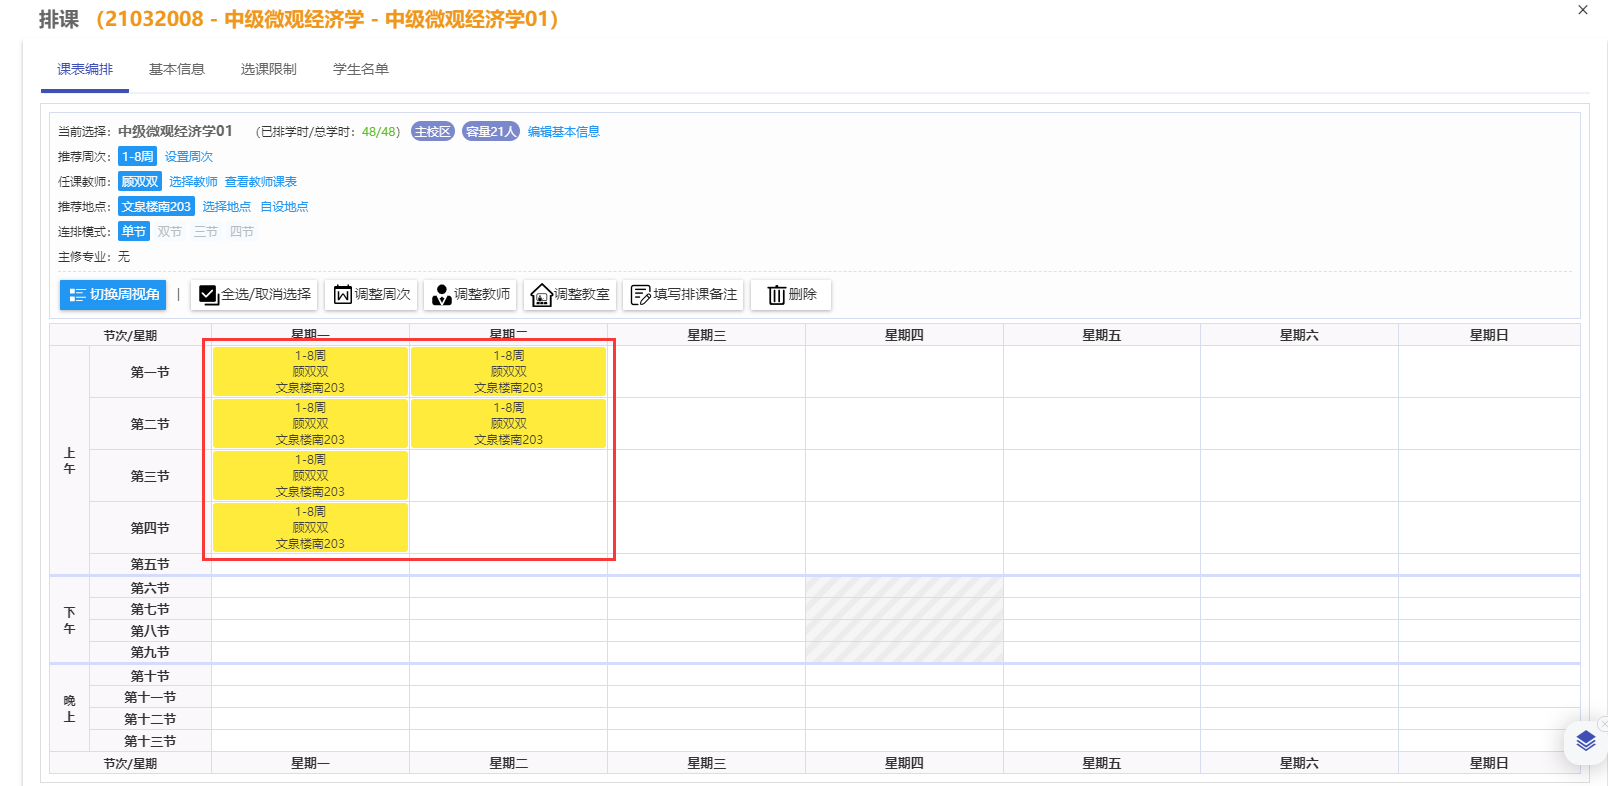 排课 （21032008 - 中级微观经济学 - 中级微观经济学01）
课表编排 基本信息 选课限制 学生名单
当前选择： 中级微观经济学01 （已排学时/总学时：48/48） 主校区 容量21人 编辑基本信息
推荐周次： 1-8周 设置周次
任课教师： 顾双双 选择教师 查看教师课表
推荐地点： 文泉楼南203 选择地点 自设地点
连排模式： 单节 双节 三节 四节
主修专业：无
切换周视角 | 全选/取消选择 调整周次 调整教师 调整教室 填写排课备注 删除
节次/星期 星期一 星期二 星期三 星期四 星期五 星期六 星期日
上午
第一节
1-8周
顾双双
文泉楼南203
1-8周
顾双双
文泉楼南203
第二节
1-8周
顾双双
文泉楼南203
1-8周
顾双双
文泉楼南203
第三节
1-8周
顾双双
文泉楼南203
第四节
1-8周
顾双双
文泉楼南203
第五节
下午
第六节
第七节
第八节
第九节
晚上
第十节
第十一节
第十二节
第十三节
节次/星期 星期一 星期二 星期三 星期四 星期五 星期六 星期日